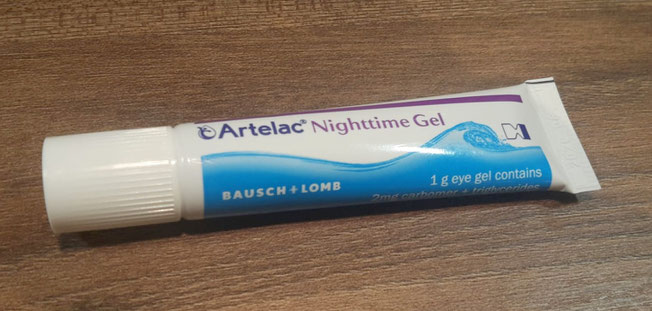 Artelac® Nighttime Gel
BAUSCH + LOMB
1 g eye gel contains
2mg carbomer + triglycerides